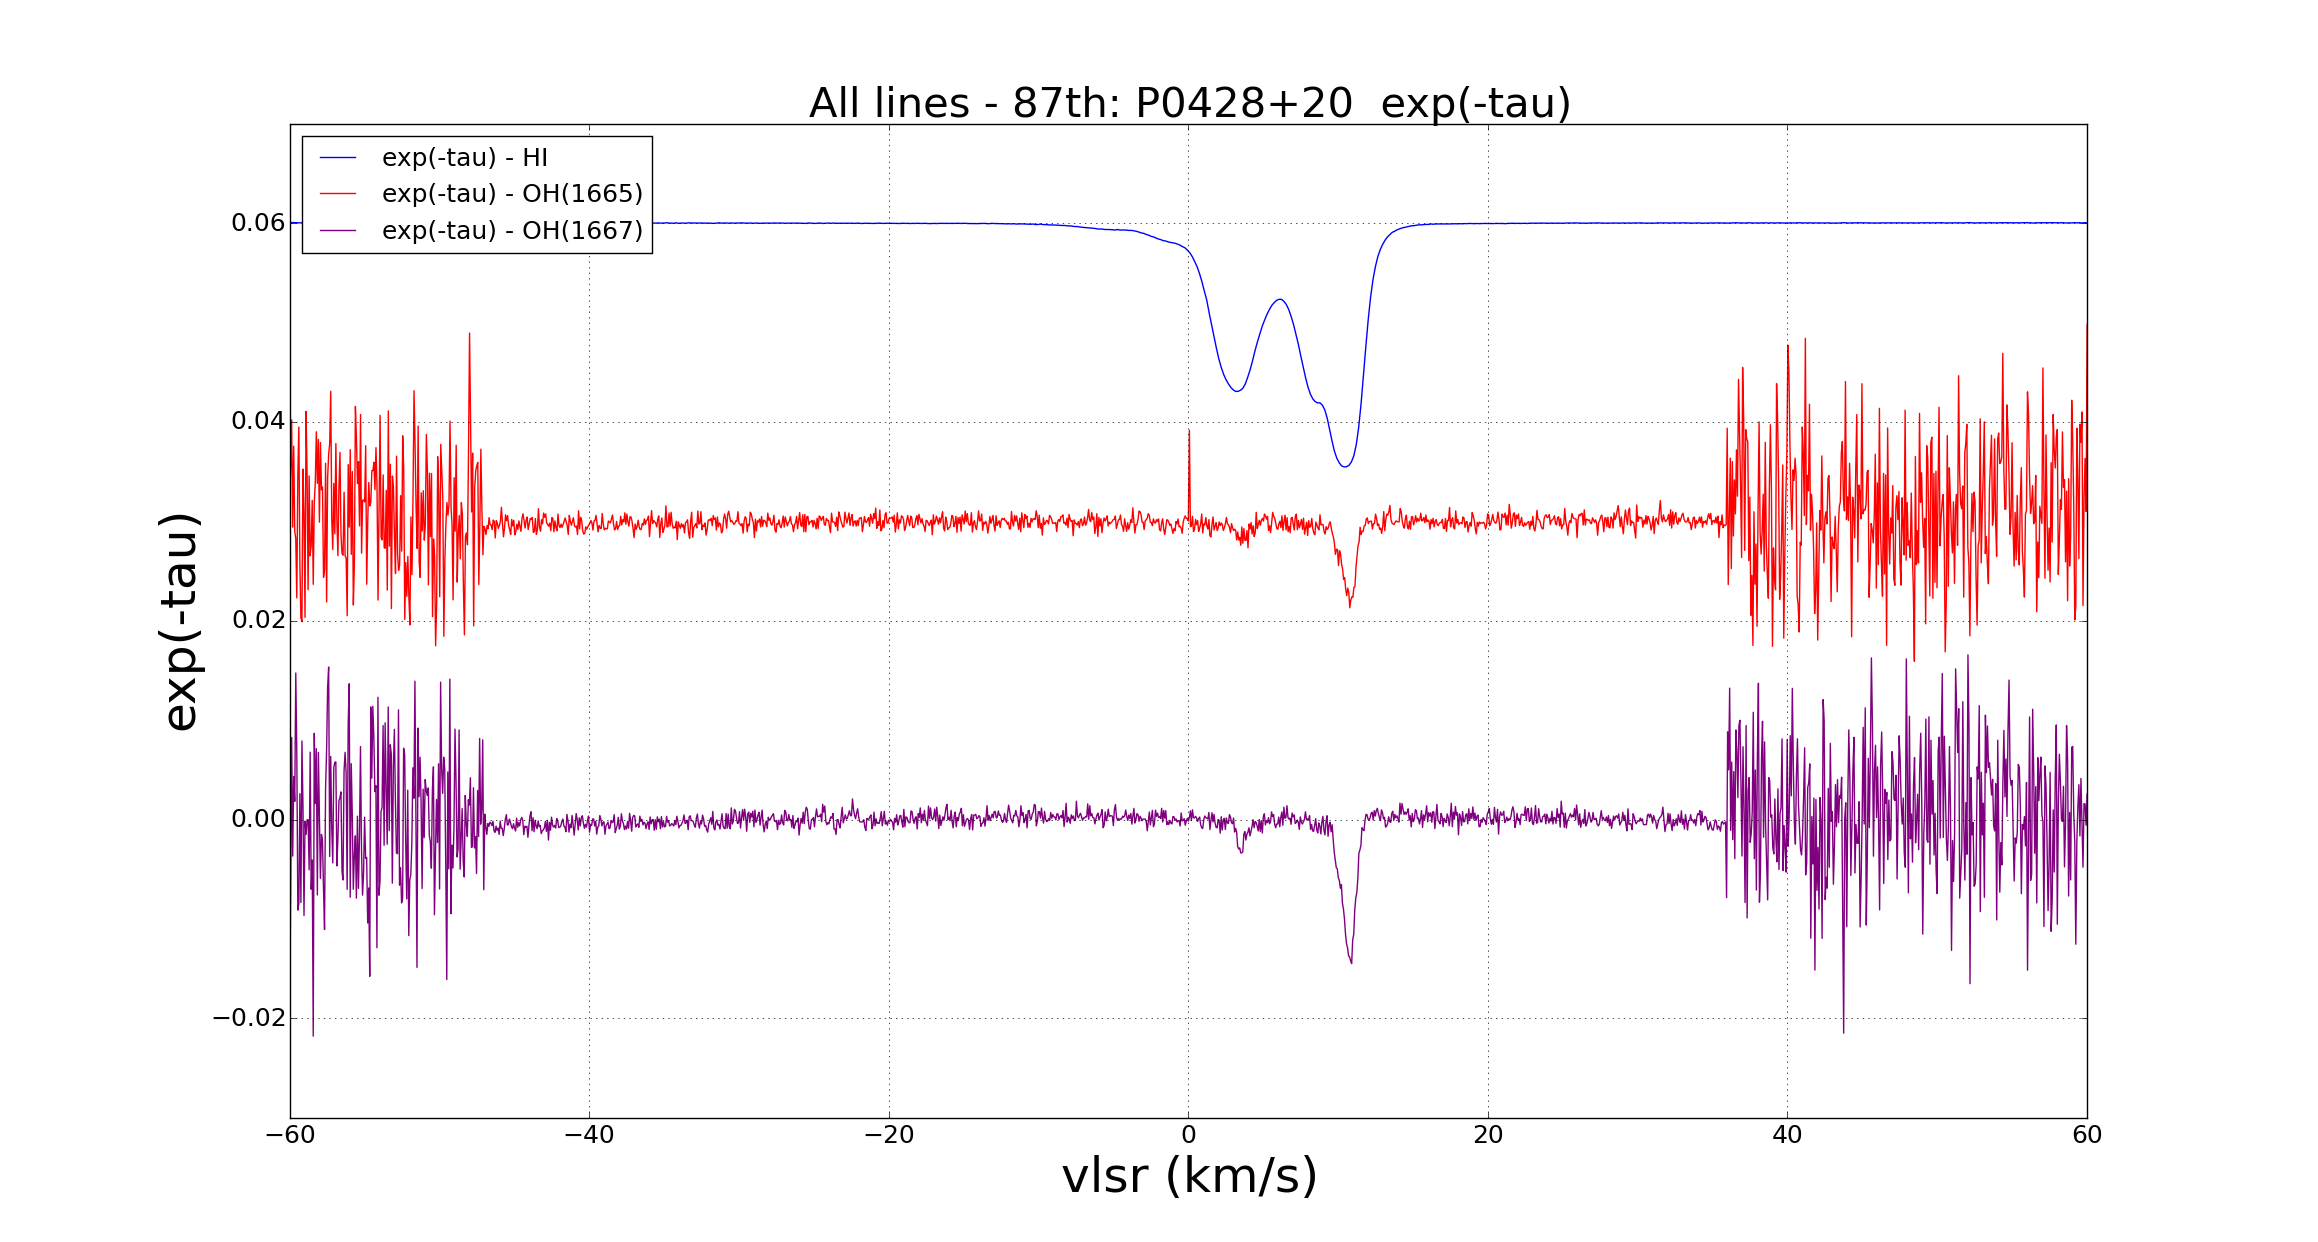 All lines - 87th: P0428+20  exp(-tau)
exp(-tau) - HI
exp(-tau) - OH(1665)
exp(-tau) - OH(1667)
0.06
0.04
0.02
0.00
−0.02
exp(-tau)
−60 −40 −20 0 20 40 60
vlsr (km/s)